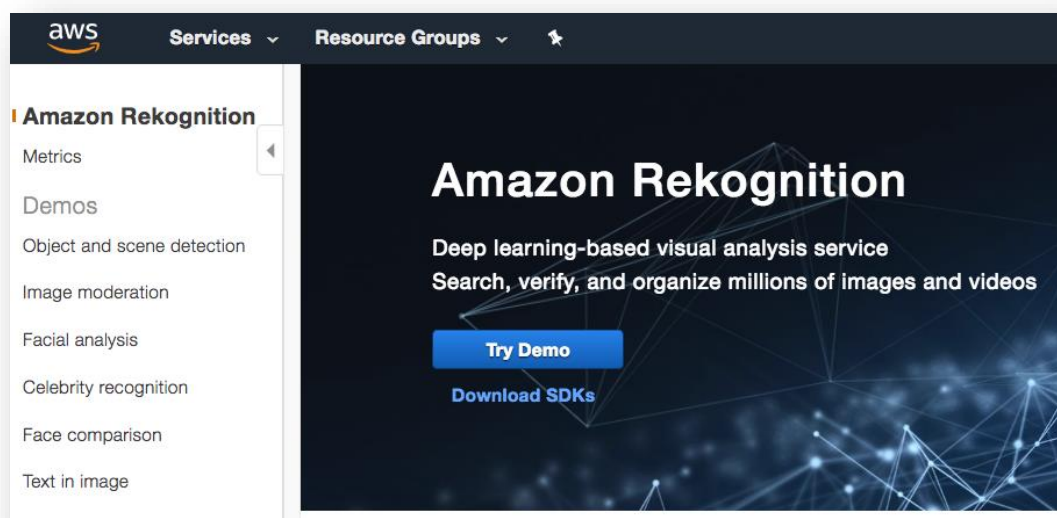 aws Services Resource Groups
Amazon Rekognition
Metrics
Demos
Object and scene detection
Image moderation
Facial analysis
Celebrity recognition
Face comparison
Text in image
Amazon Rekognition
Deep learning-based visual analysis service
Search, verify, and organize millions of images and videos
Try Demo
Download SDKs